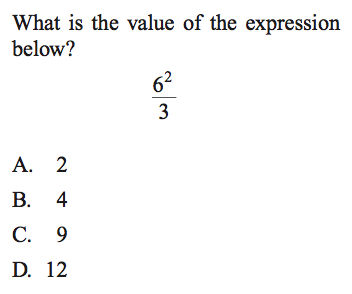 What is the value of the expression
below?
6²
3
A. 2
B. 4
C. 9
D. 12